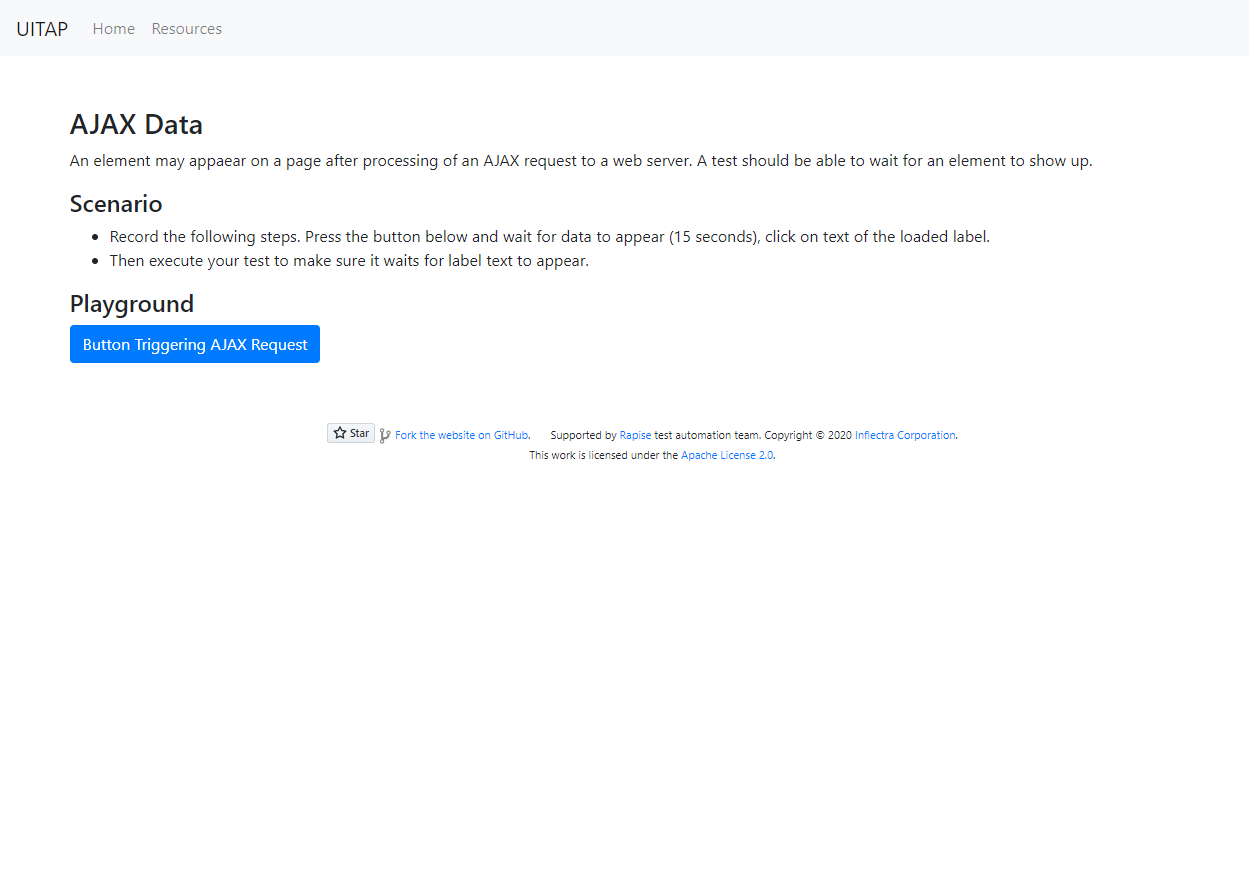 UITAP Home Resources
AJAX Data
An element may appaear on a page after processing of an AJAX request to a web server. A test should be able to wait for an element to show up.
Scenario
Record the following steps. Press the button below and wait for data to appear (15 seconds), click on text of the loaded label.
Then execute your test to make sure it waits for label text to appear.
Playground
Button Triggering AJAX Request
Star Fork the website on GitHub. Supported by Rapise test automation team. Copyright © 2020 Inflectra Corporation.
This work is licensed under the Apache License 2.0.